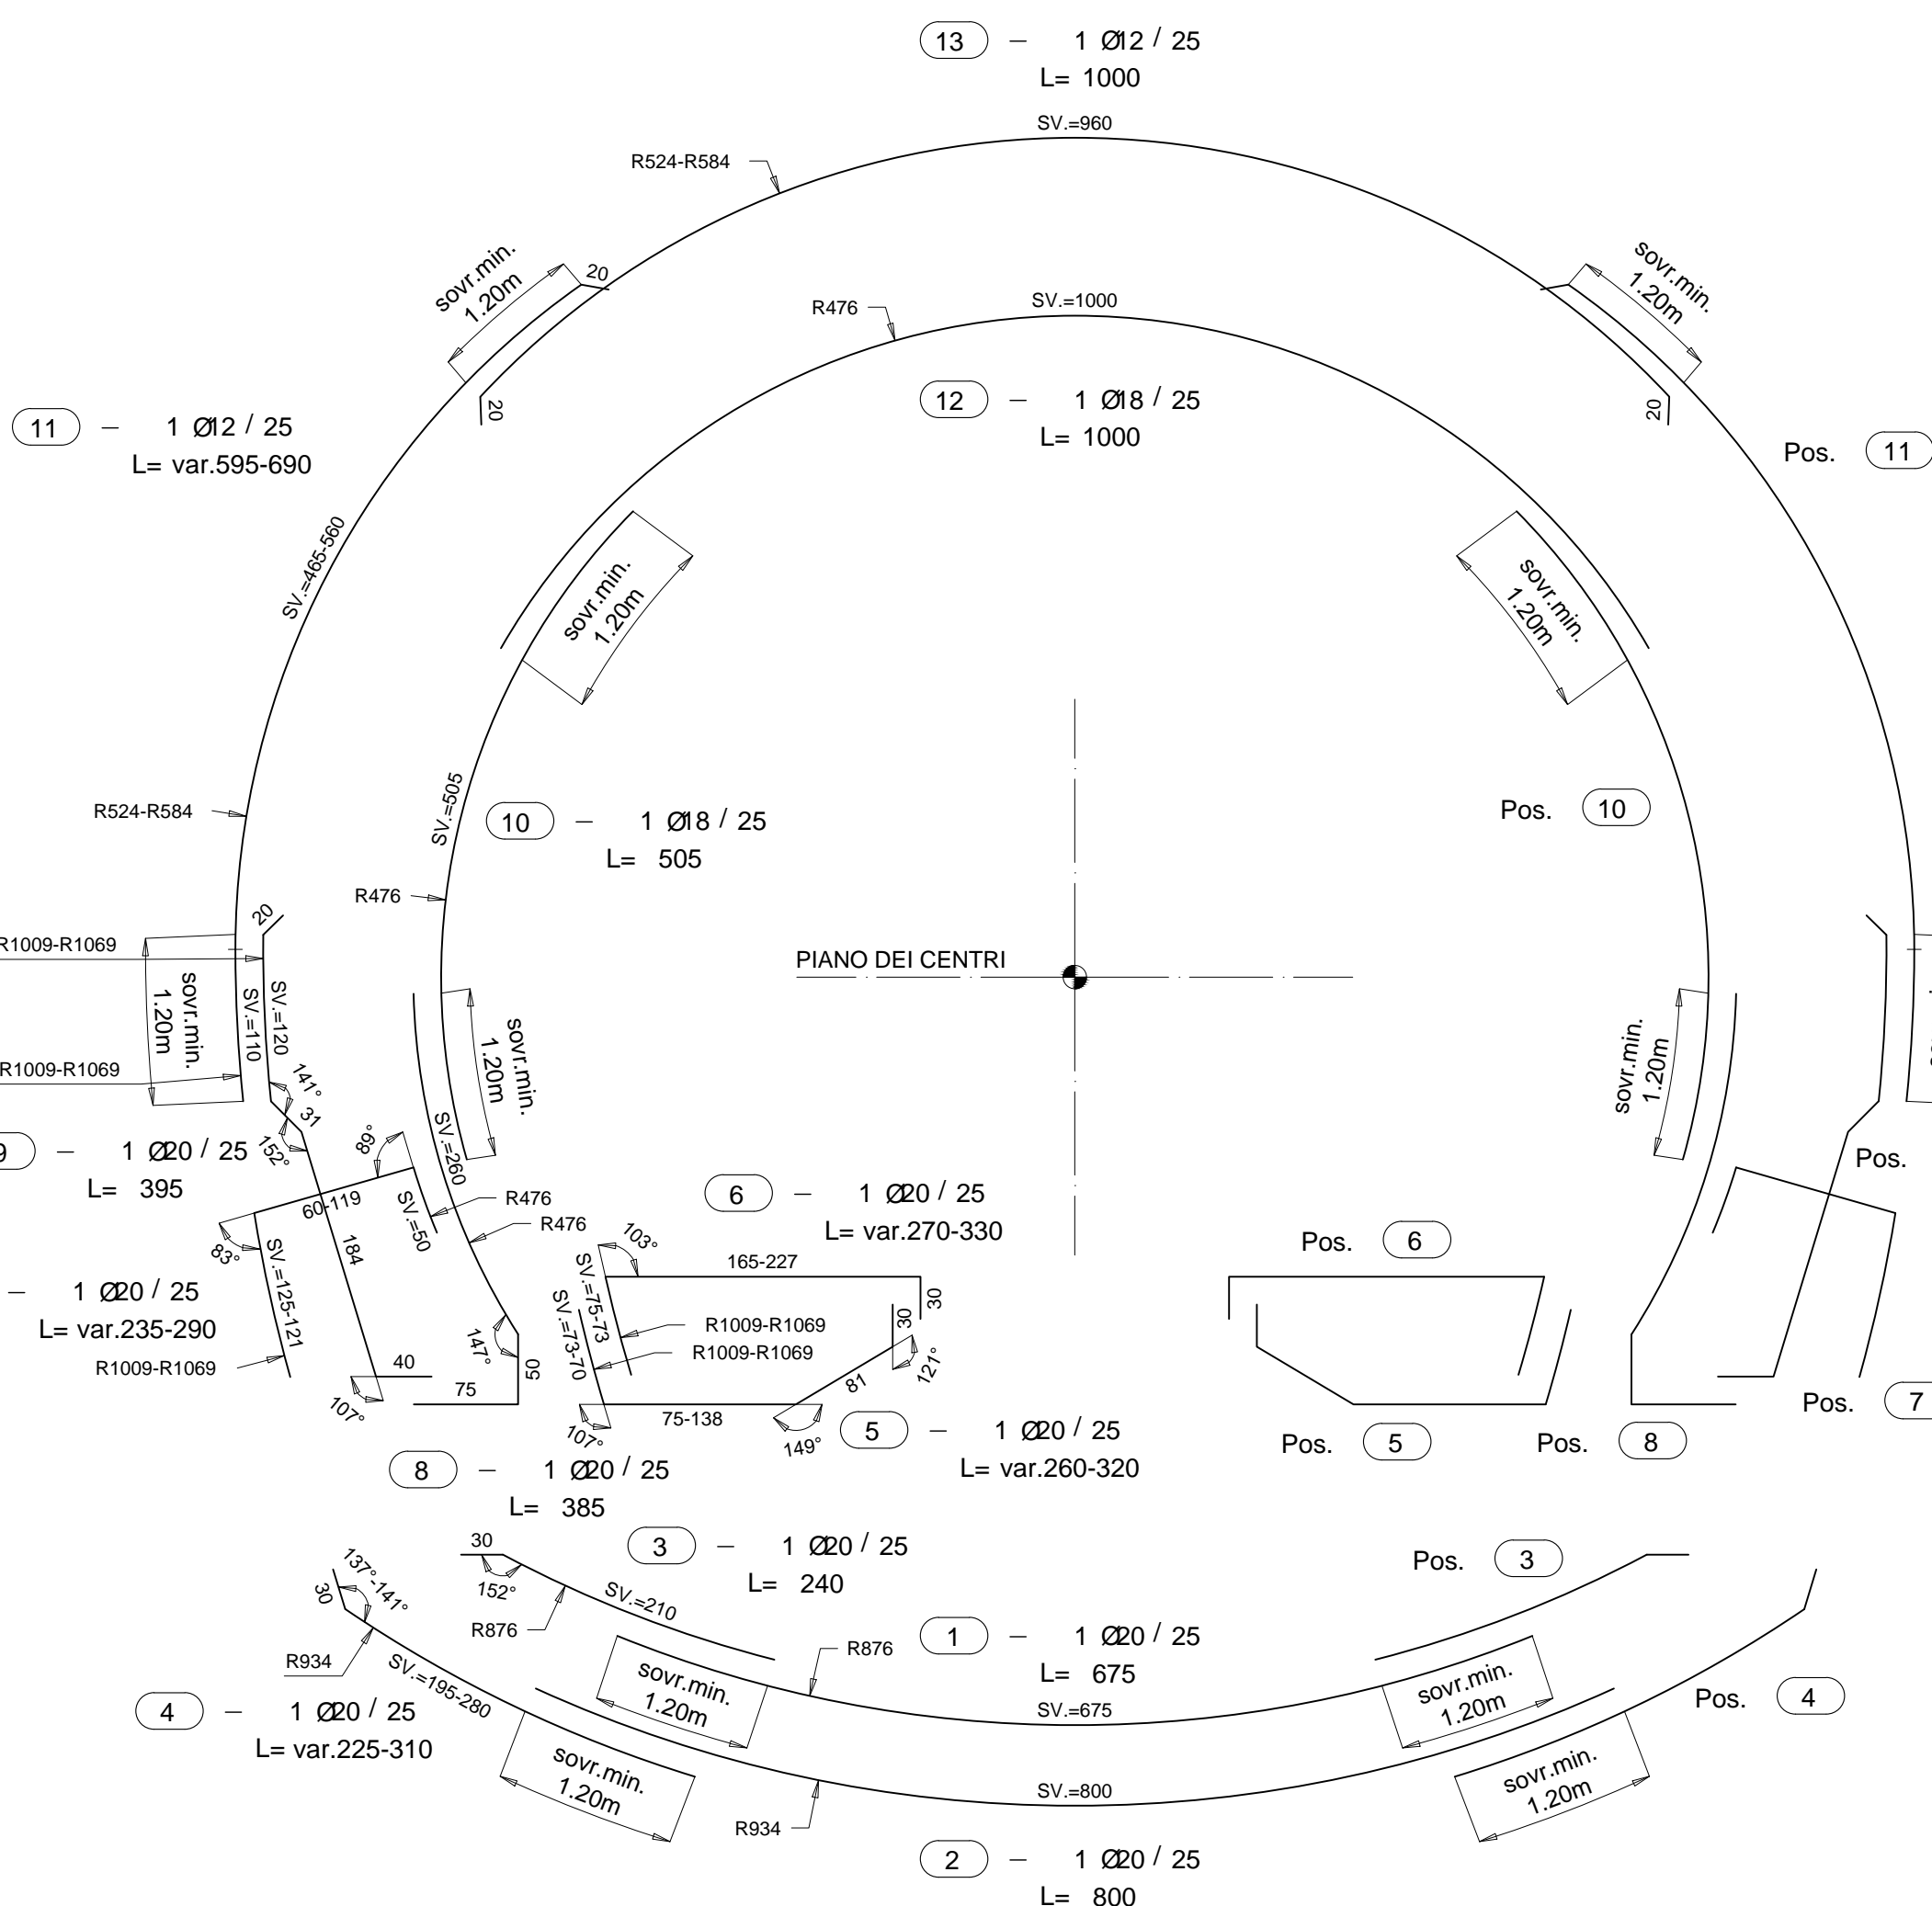 13 – 1 Ø12 / 25
L= 1000
SV.=960
R524-R584
sovr.min.
1.20m
20
20
sovr.min.
1.20m
20
R476
SV.=1000
12 – 1 Ø18 / 25
L= 1000
11 – 1 Ø12 / 25
L= var.595-690
Pos. 11
SV.=465-560
sovr.min.
1.20m
sovr.min.
1.20m
R524-R584
SV.=505
10 – 1 Ø18 / 25
L= 505
Pos. 10
R476
20
R1009-R1069
PIANO DEI CENTRI
sovr.min.
1.20m
SV.=110
SV.=120
sovr.min.
1.20m
sovr.min.
1.20m
R1009-R1069
141°
31
152°
9 – 1 Ø20 / 25
L= 395
89°
SV.=260
60-119
SV.=50
R476
R476
83°
184
SV.=125-121
– 1 Ø20 / 25
L= var.235-290
R1009-R1069
107°
40
75
147°
50
6 – 1 Ø20 / 25
L= var.270-330
103°
165-227
30
SV.=75-73
SV.=73-70
R1009-R1069
R1009-R1069
30
121°
81
75-138
107°
149°
5 – 1 Ø20 / 25
L= var.260-320
Pos. 6
Pos.
Pos. 7
Pos. 5
Pos. 8
8 – 1 Ø20 / 25
L= 385
30
152°
3 – 1 Ø20 / 25
L= 240
Pos. 3
137°-141°
30
SV.=210
R876
R934
SV.=195-280
1 – 1 Ø20 / 25
L= 675
R876
sovr.min.
1.20m
SV.=675
sovr.min.
1.20m
4 – 1 Ø20 / 25
L= var.225-310
Pos. 4
sovr.min.
1.20m
SV.=800
R934
sovr.min.
1.20m
2 – 1 Ø20 / 25
L= 800